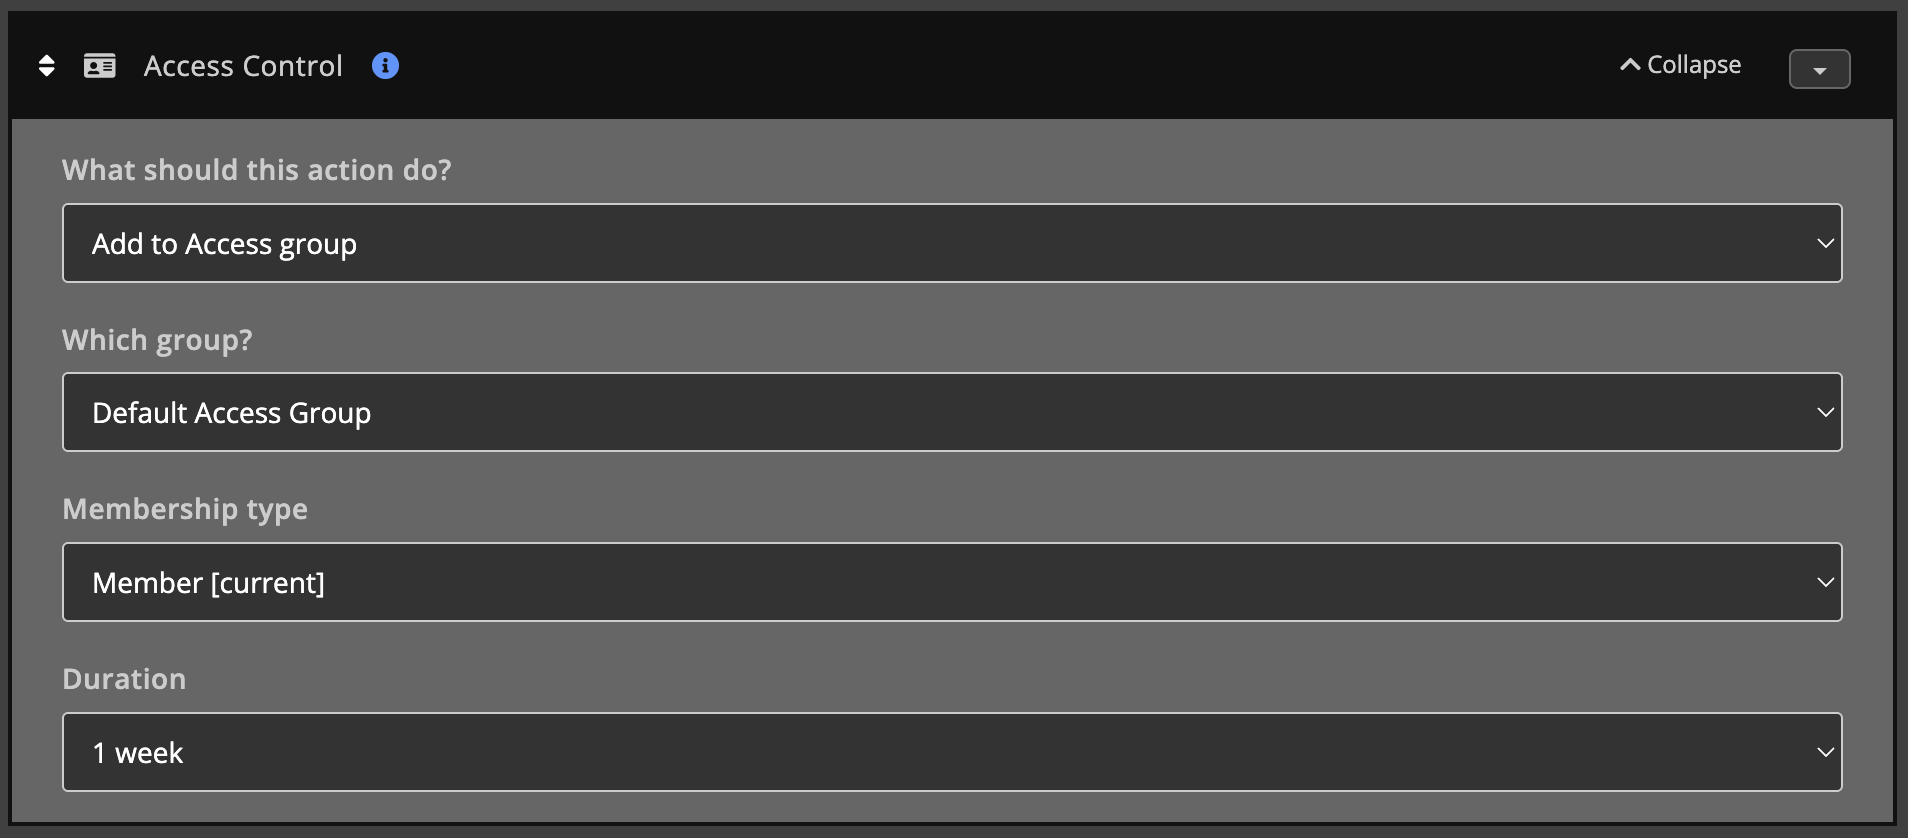 Access Control
Collapse
What should this action do?
Add to Access group
Which group?
Default Access Group
Membership type
Member [current]
Duration
1 week